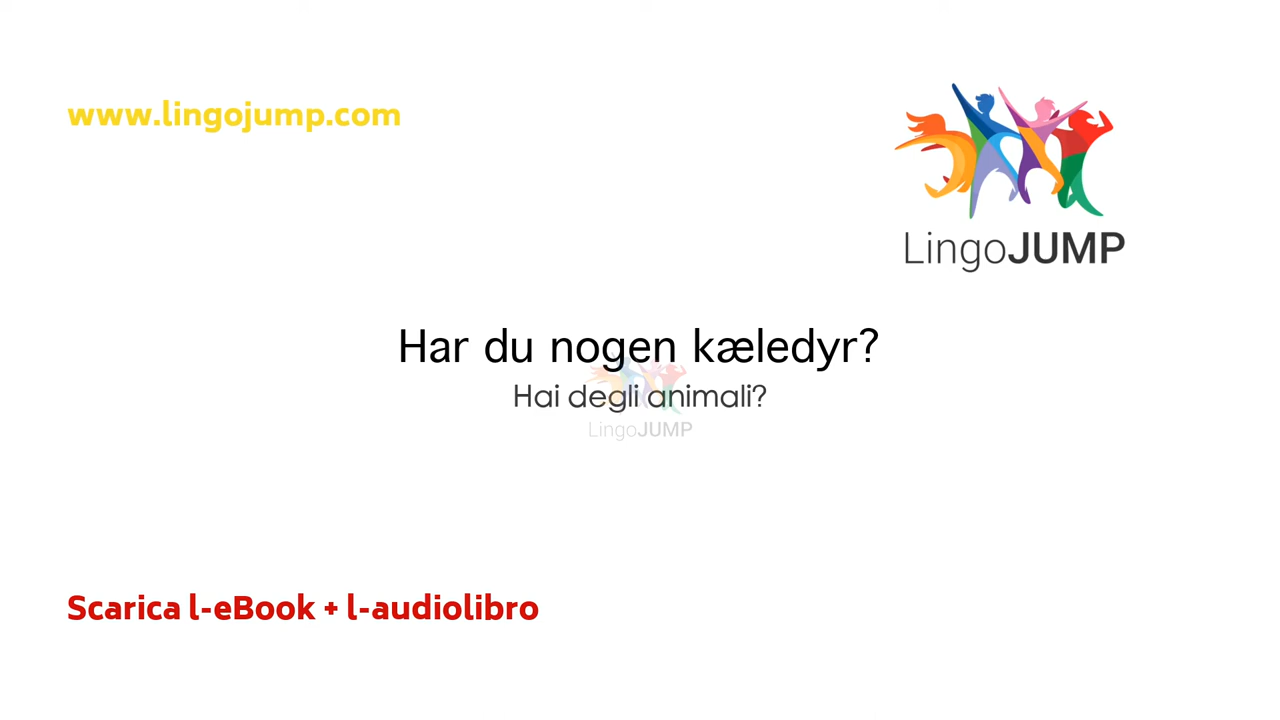 www.lingojump.com
LingoJUMP
Har du nogen kæledyr?
Hai degli animali?
LingoJUMP
Scarica l-eBook + l-audiolibro